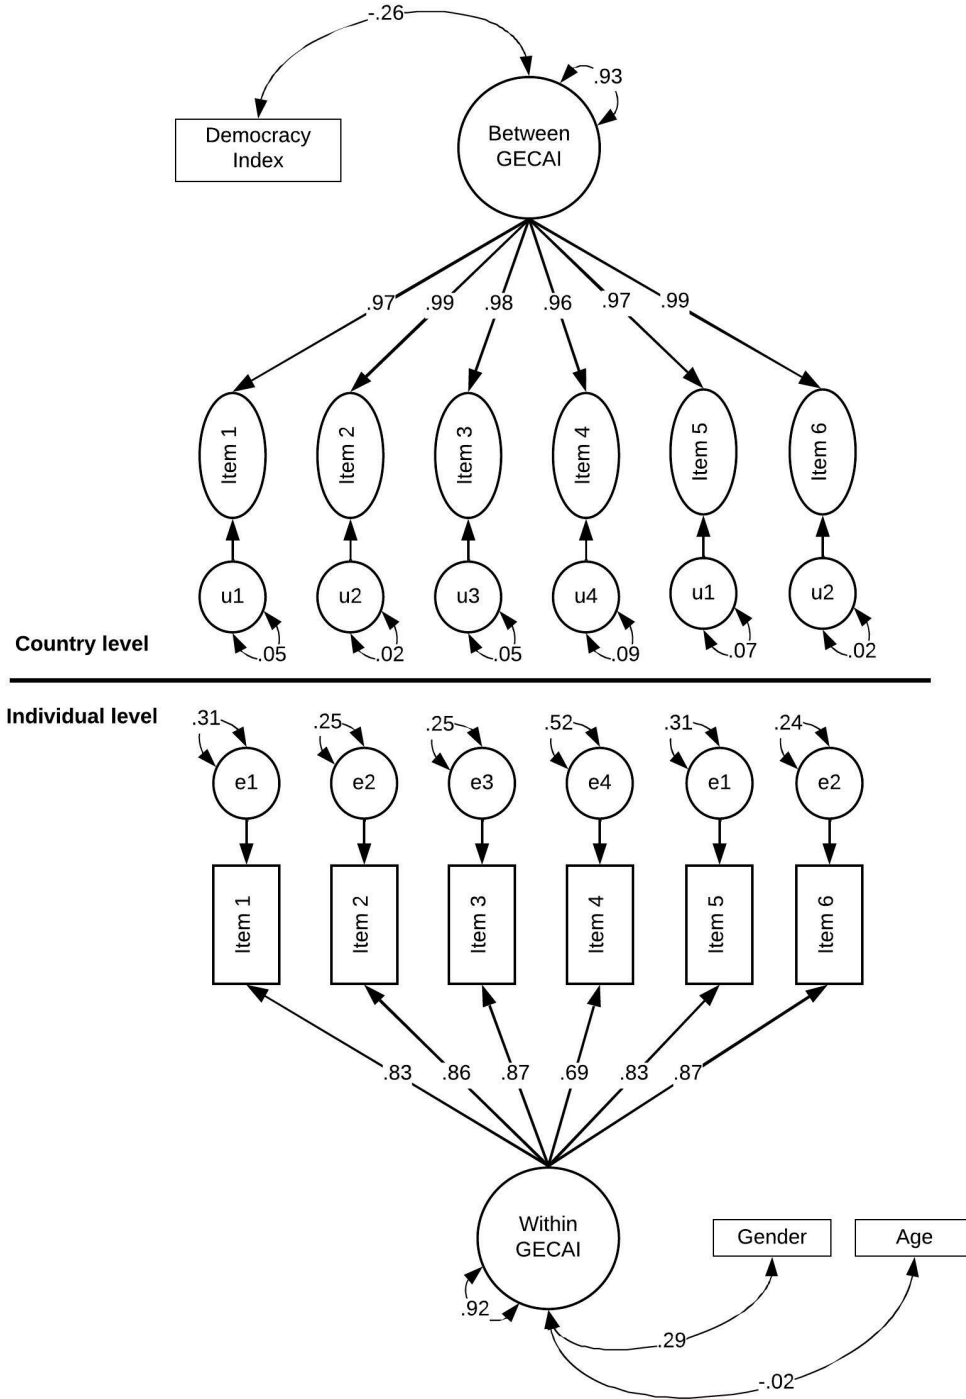 -.26
.93
Democracy
Index
Between
GECAI
.97 .99 .98 .96 .97 .99
Item 1 Item 2 Item 3 Item 4 Item 5 Item 6
u1 u2 u3 u4 u1 u2
.05 .02 .05 .09 .07 .02
Country level
Individual level
.31 .25 .25 .52 .31 .24
e1 e2 e3 e4 e1 e2
Item 1 Item 2 Item 3 Item 4 Item 5 Item 6
.83 .86 .87 .69 .83 .87
Within
GECAI
Gender Age
.92
.29
-.02